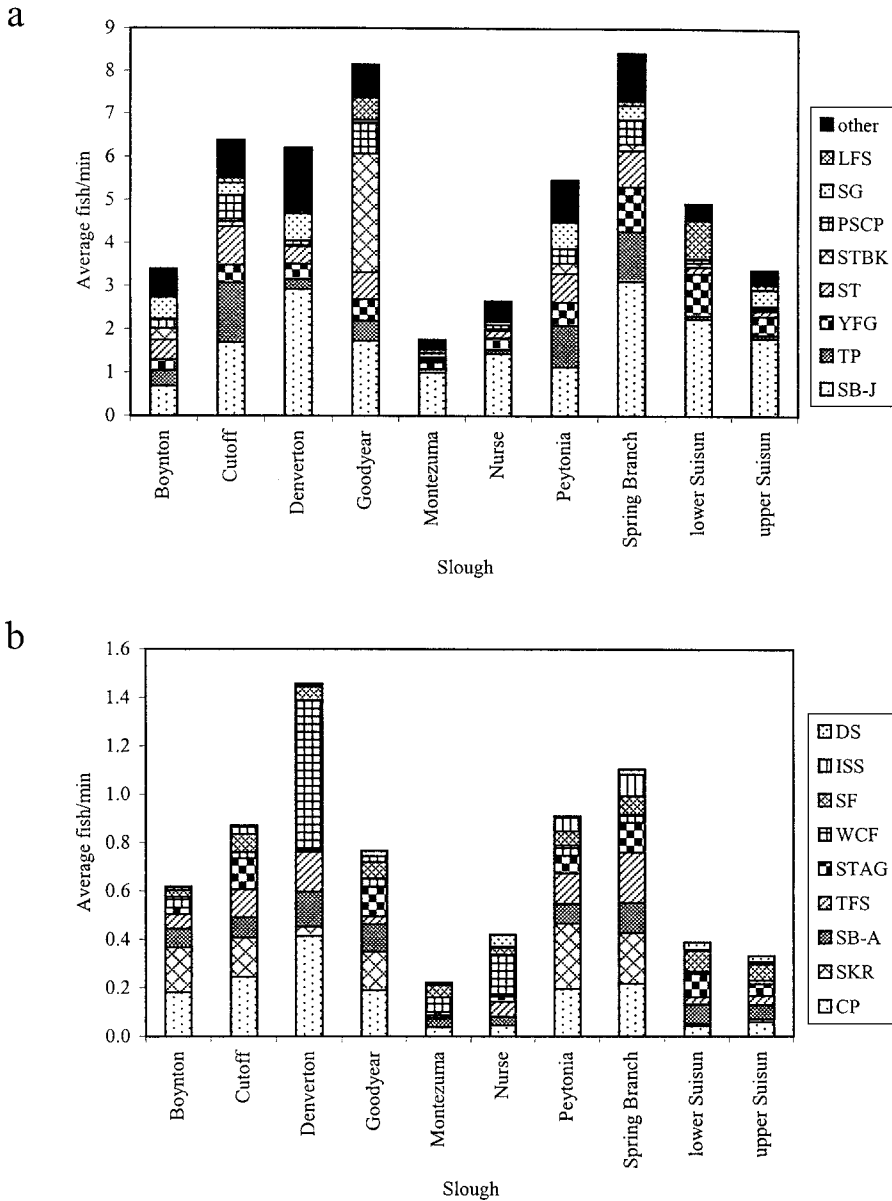 a
9
8
7
6
5
4
3
2
1
0
Average fish/min
Boynton
Cutoff
Denverton
Goodyear
Montezuma
Nurse
Peytonia
Spring Branch
lower Suisun
upper Suisun
Slough
other
LFS
SG
PSCP
STBK
ST
YFG
TP
SB-J
b
1.6
1.4
1.2
1.0
0.8
0.6
0.4
0.2
0.0
Average fish/min
Boynton
Cutoff
Denverton
Goodyear
Montezuma
Nurse
Peytonia
Spring Branch
lower Suisun
upper Suisun
Slough
DS
ISS
SF
WCF
STAG
TFS
SB-A
SKR
CP